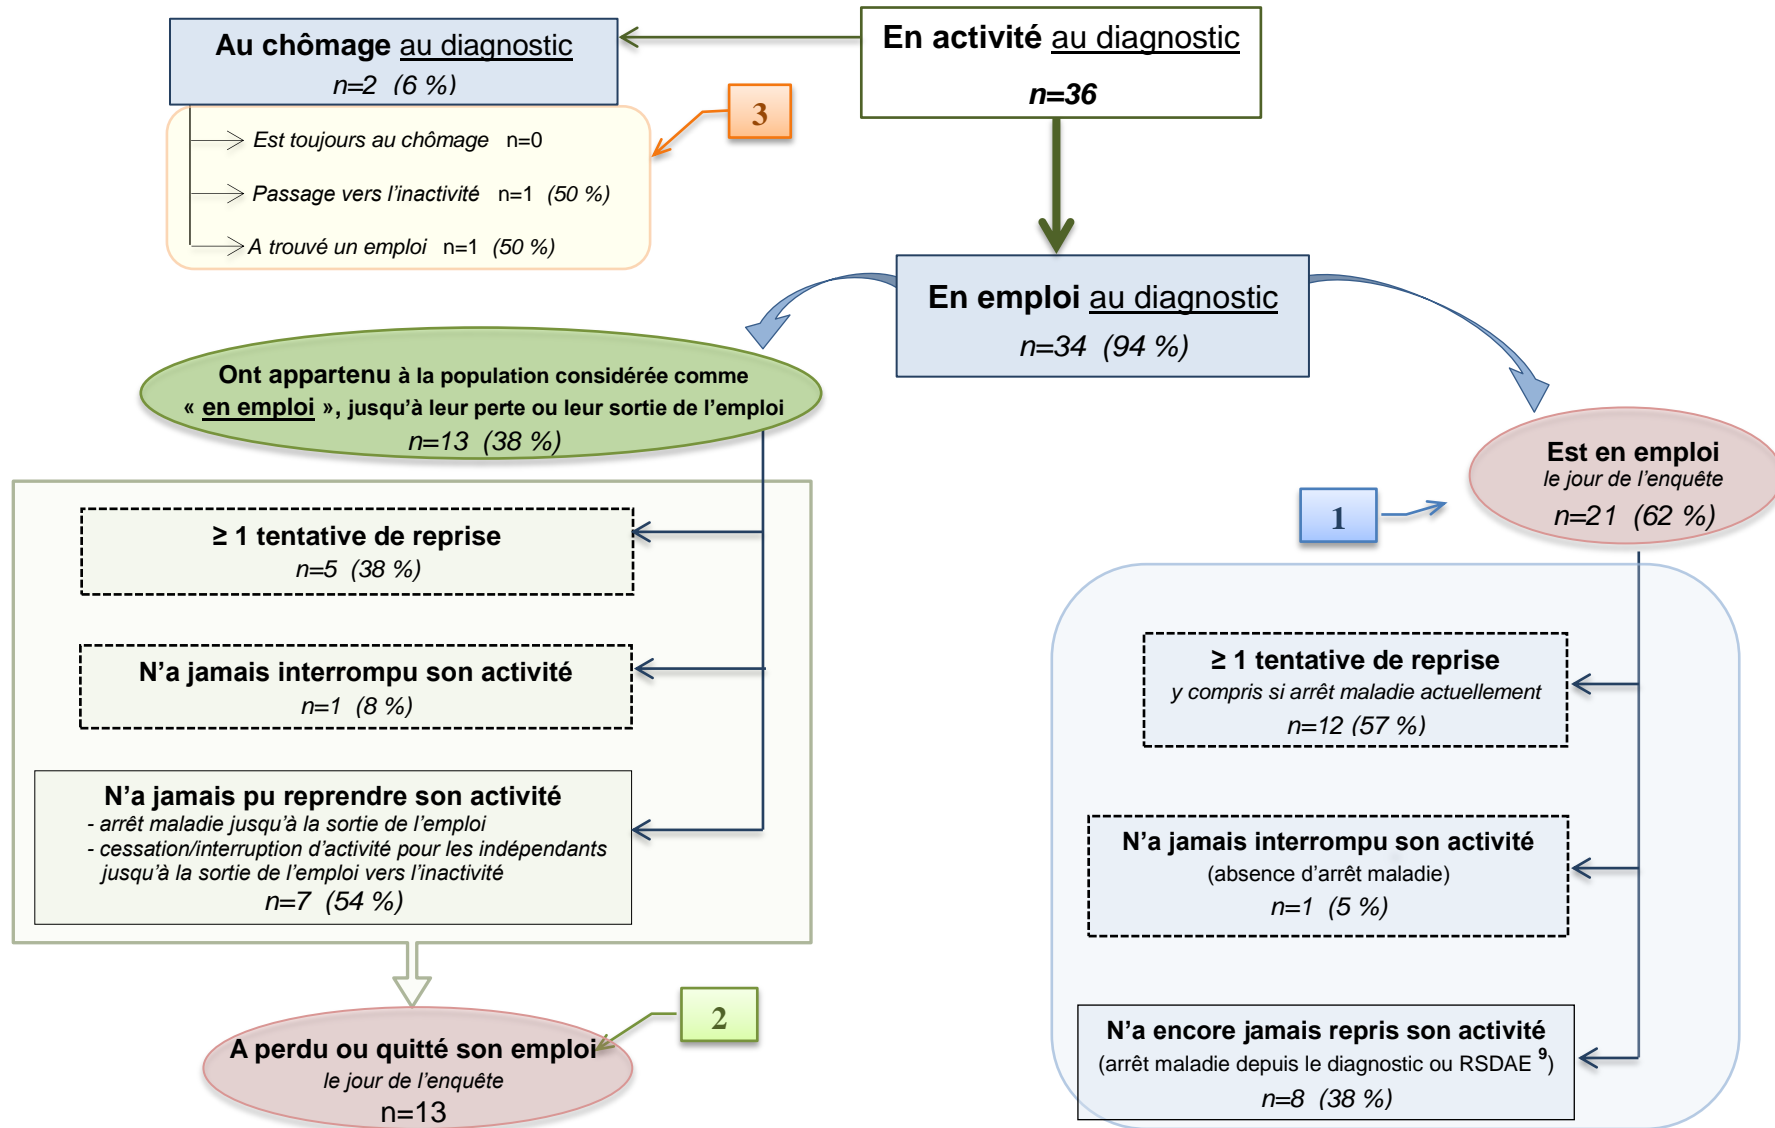 Au chômage au diagnostic
n=2 (6 %)
En activité au diagnostic
n=36
3
Est toujours au chômage n=0
Passage vers l'inactivité n=1 (50 %)
A trouvé un emploi n=1 (50 %)
En emploi au diagnostic
n=34 (94 %)
Ont appartenu à la population considérée comme
« en emploi », jusqu'à leur perte ou leur sortie de l'emploi
n=13 (38 %)
≥ 1 tentative de reprise
n=5 (38 %)
N'a jamais interrompu son activité
n=1 (8 %)
N'a jamais pu reprendre son activité
- arrêt maladie jusqu'à la sortie de l'emploi
- cessation/interruption d'activité pour les indépendants
jusqu'à la sortie de l'emploi vers l'inactivité
n=7 (54 %)
2
A perdu ou quitté son emploi
le jour de l'enquête
n=13
Est en emploi
le jour de l'enquête
n=21 (62 %)
1
≥ 1 tentative de reprise
y compris si arrêt maladie actuellement
n=12 (57 %)
N'a jamais interrompu son activité
(absence d'arrêt maladie)
n=1 (5 %)
N'a encore jamais repris son activité
(arrêt maladie depuis le diagnostic ou RSDAE 9)
n=8 (38 %)